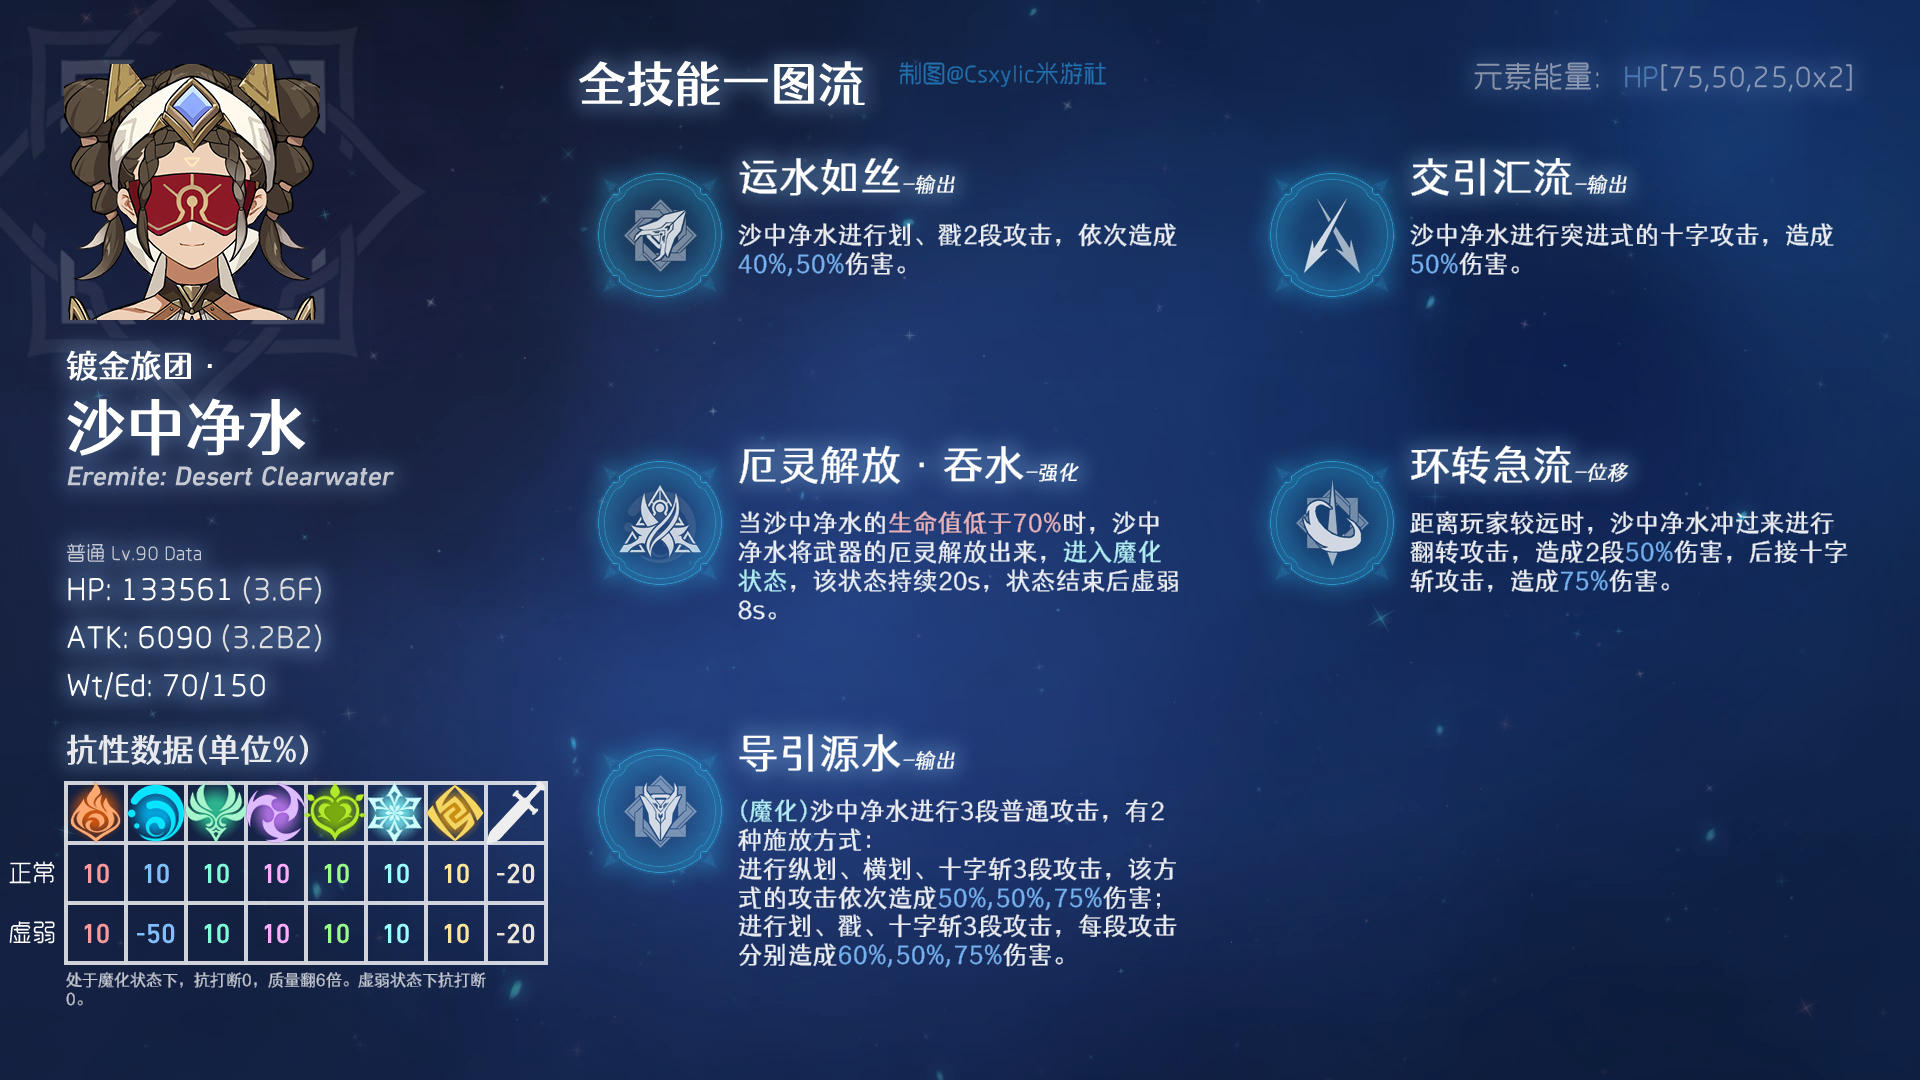 全技能一图流
制图@Csxylic米游社
元素能量： HP[75,50,25,0x2]
镀金旅团 ·
沙中净水
Eremite: Desert Clearwater
普通 Lv.90 Data
HP: 133561 (3.6F)
ATK: 6090 (3.2B2)
Wt/Ed: 70/150
抗性数据(单位%)
正常 10 10 10 10 10 10 10 -20
虚弱 10 -50 10 10 10 10 10 -20
处于魔化状态下，抗打断0，质量翻6倍。虚弱状态下抗打断
0。
运水如丝–输出
沙中净水进行划、戳2段攻击，依次造成
40%,50%伤害。
交引汇流–输出
沙中净水进行突进式的十字攻击，造成
50%伤害。
厄灵解放 · 吞水–强化
当沙中净水的生命值低于70%时，沙中
净水将武器的厄灵解放出来，进入魔化
状态，该状态持续20s，状态结束后虚弱
8s。
环转急流–位移
距离玩家较远时，沙中净水冲过来进行
翻转攻击，造成2段50%伤害，后接十字
斩攻击，造成75%伤害。
导引源水–输出
(魔化)沙中净水进行3段普通攻击，有2
种施放方式：
进行纵划、横划、十字斩3段攻击，该方
式的攻击依次造成50%,50%,75%伤害；
进行划、戳、十字斩3段攻击，每段攻击
分别造成60%,50%,75%伤害。